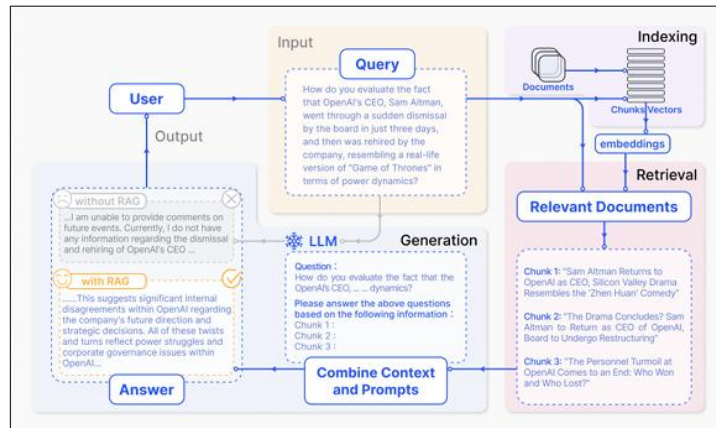 Input
Indexing
Query
User
Output
How do you evaluate the fact
that OpenAI's CEO, Sam Altman,
went through a sudden dismissal
by the board in just three days,
and then was rehired by the
company, resembling a real-life
version of "Game of Thrones" in
terms of power dynamics?
Documents
Chunks Vectors
embeddings
Retrieval
Relevant Documents
Chunk 1: "Sam Altman Returns to
OpenAI as CEO, Silicon Valley Drama
Resembles the 'Zhen Huan' Comedy"
Chunk 2: "The Drama Concludes? Sam
Altman to Return as CEO of OpenAI,
Board to Undergo Restructuring"
Chunk 3: "The Personnel Turmoil at
OpenAI Comes to an End: Who Won
and Who Lost?"
LLM
Generation
Question :
How do you evaluate the fact that the
OpenAI's CEO, ... ... dynamics?
Please answer the above questions
based on the following information :
Chunk 1 :
Chunk 2 :
Chunk 3 :
Combine Context
and Prompts
without RAG
...I am unable to provide comments on
future events. Currently, I do not have
any information regarding the dismissal
and rehiring of OpenAI's CEO ...
with RAG
......This suggests significant internal
disagreements within OpenAI regarding
the company's future direction and
strategic decisions. All of these twists
and turns reflect power struggles and
corporate governance issues within
OpenAI...
Answer